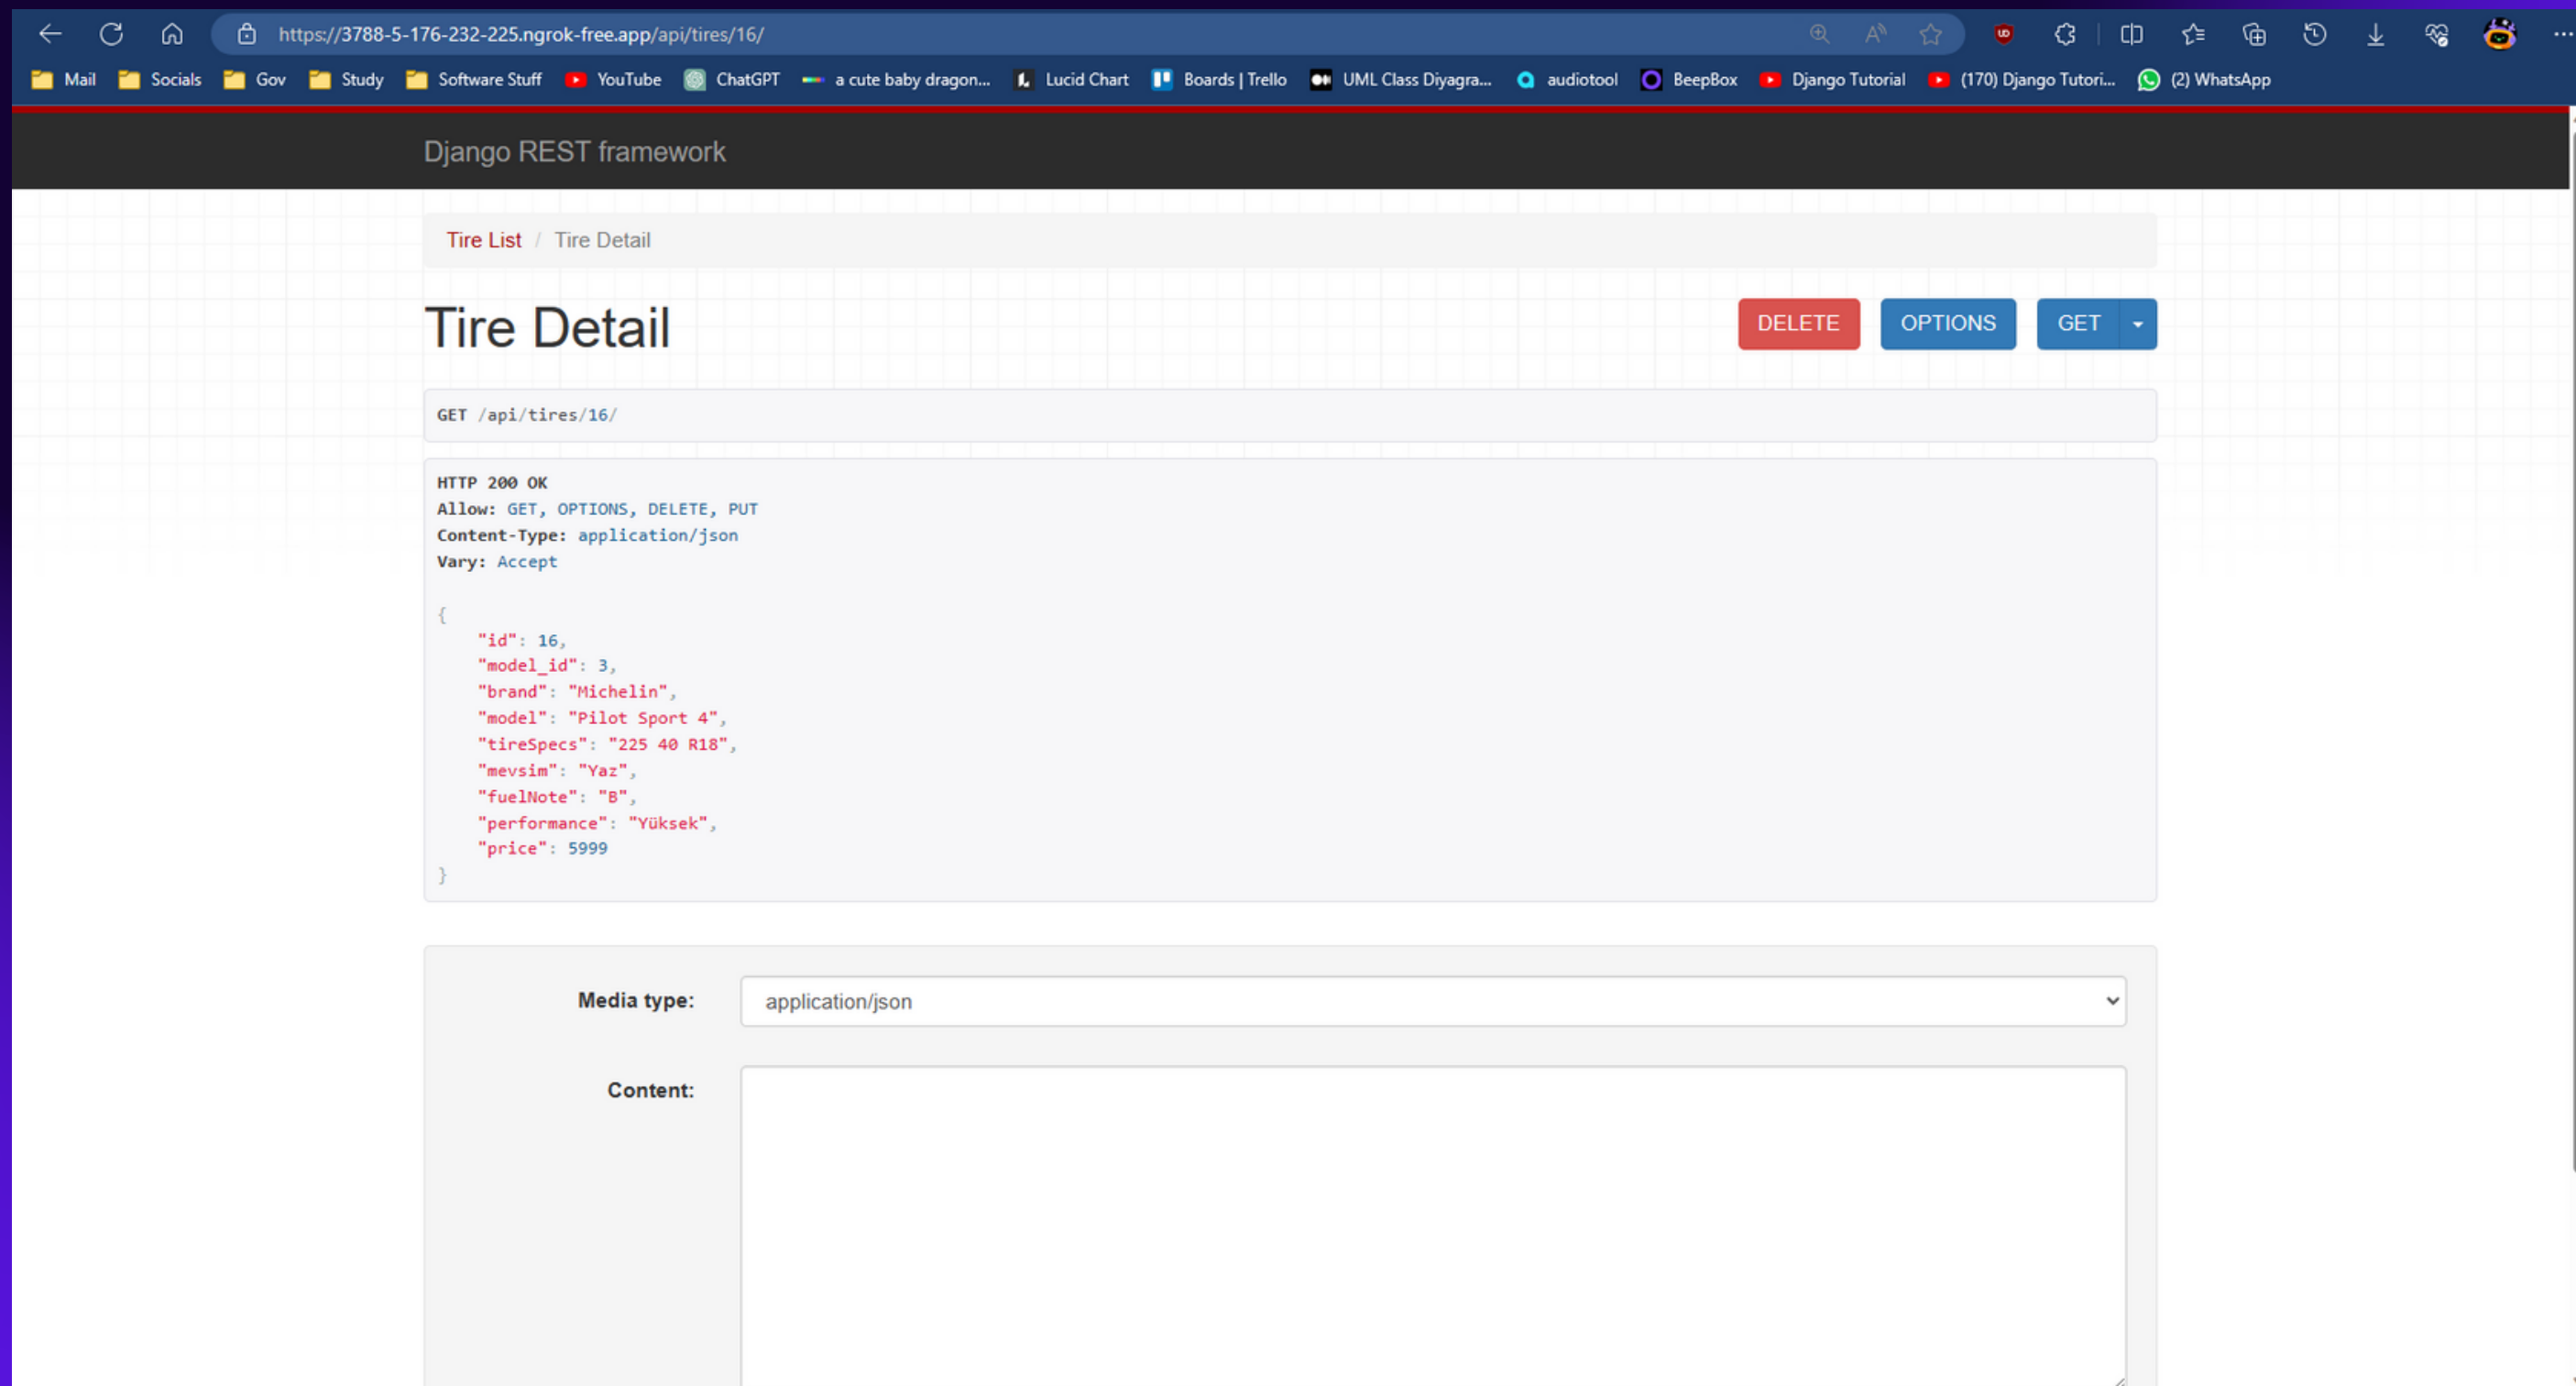 https://3788-5-176-232-225.ngrok-free.app/api/tires/16/
Mail Socials Gov Study Software Stuff YouTube ChatGPT a cute baby dragon... Lucid Chart Boards | Trello UML Class Diyagra... audiotool BeepBox Django Tutorial (170) Django Tutori... (2) WhatsApp
Django REST framework
Tire List / Tire Detail
Tire Detail DELETE OPTIONS GET
GET /api/tires/16/
HTTP 200 OK
Allow: GET, OPTIONS, DELETE, PUT
Content-Type: application/json
Vary: Accept
{
"id": 16,
"model_id": 3,
"brand": "Michelin",
"model": "Pilot Sport 4",
"tireSpecs": "225 40 R18",
"mevsim": "Yaz",
"fuelNote": "B",
"performance": "Yüksek",
"price": 5999
}
Media type: application/json
Content: